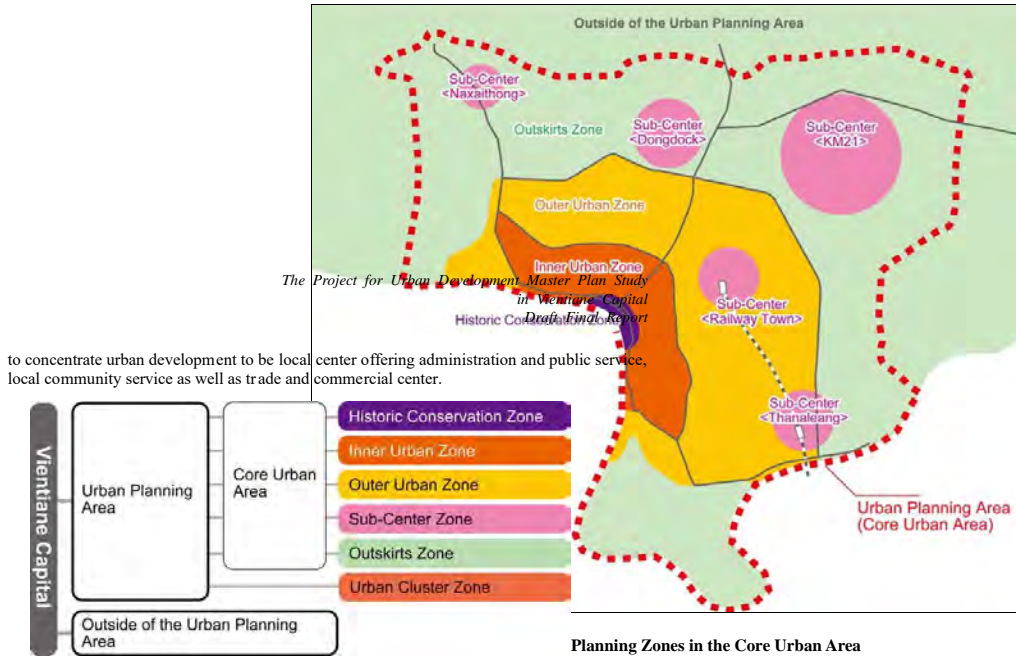 Outside of the Urban Planning Area
Sub-Center
<Naxaithong>
Outskirts Zone
Sub-Center
<Dongdock>
Sub-Center
<KM21>
Outer Urban Zone
Inner Urban Zone
The Project for Urban Development Master Plan Study
in Vientiane Capital
Draft Final Report
Historic Conservation Zone
Sub-Center
<Railway Town>
to concentrate urban development to be local center offering administration and public service,
local community service as well as trade and commercial center.
Sub-Center
<Thanaleang>
Urban Planning Area
(Core Urban Area)
Vientiane Capital
Urban Planning
Area
Core Urban
Area
Historic Conservation Zone
Inner Urban Zone
Outer Urban Zone
Sub-Center Zone
Outskirts Zone
Urban Cluster Zone
Outside of the Urban Planning
Area
Planning Zones in the Core Urban Area